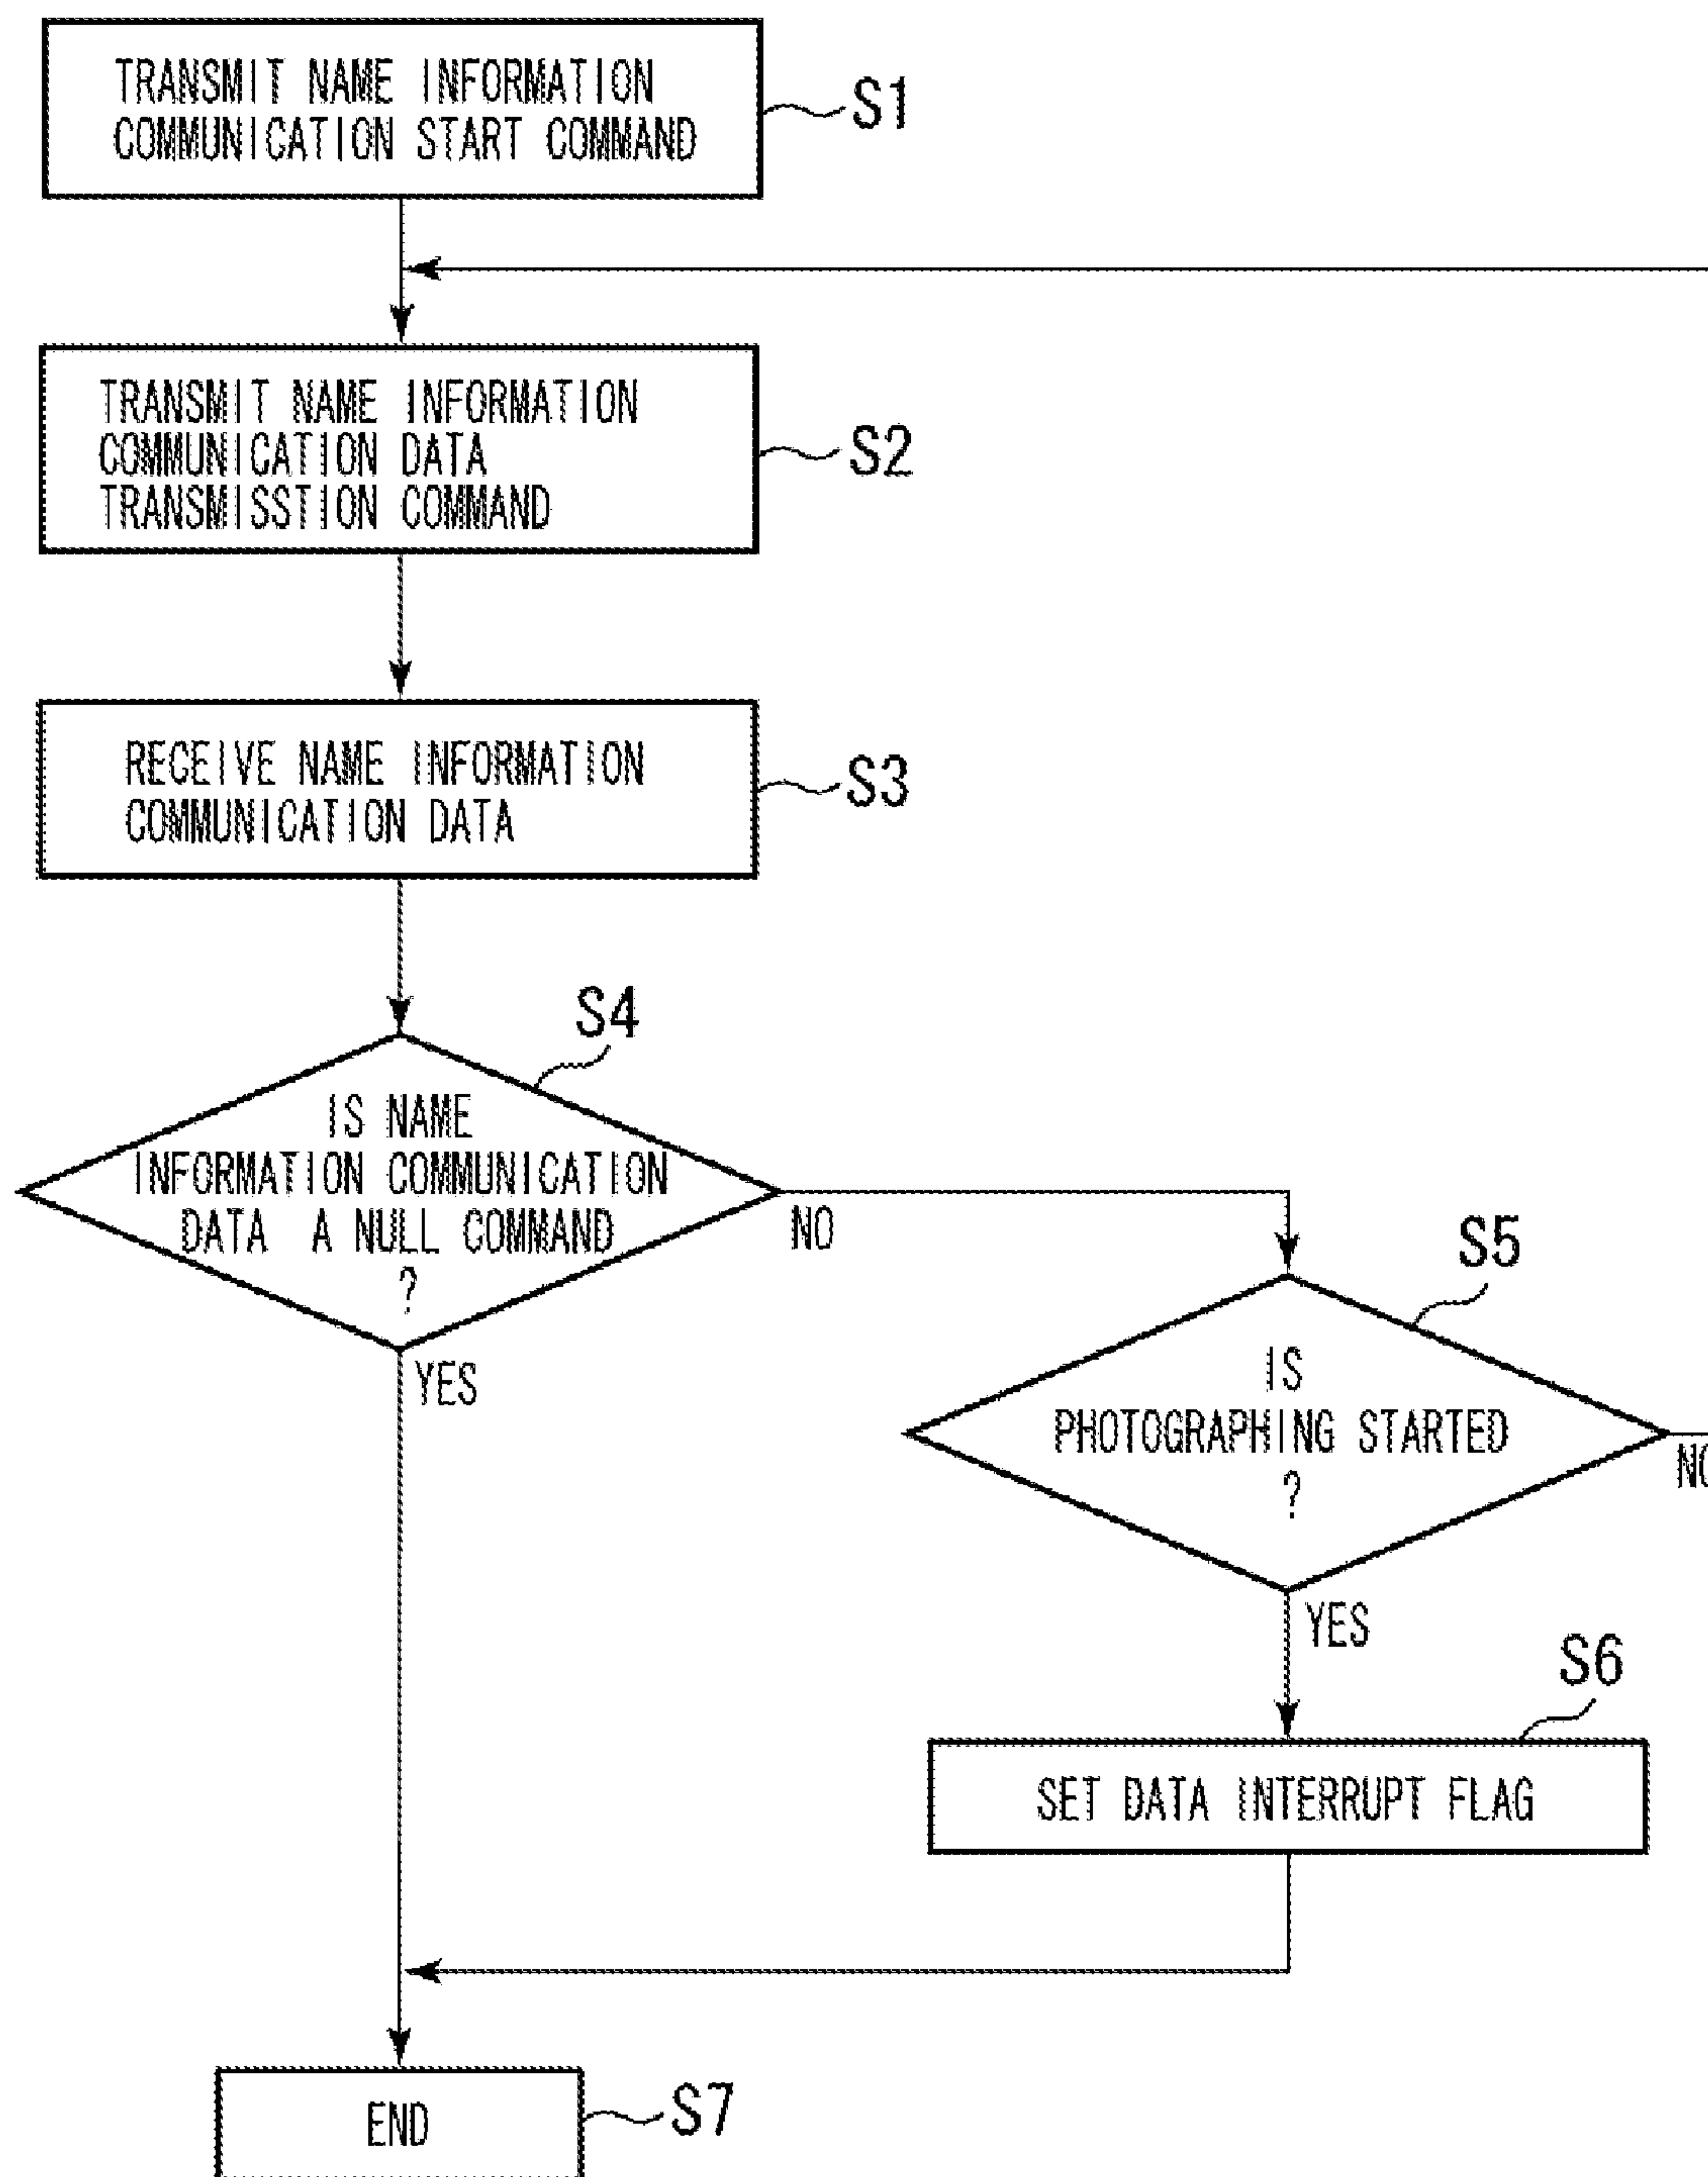 TRANSMIT NAME INFORMATION
COMMUNICATION START COMMAND
S1
TRANSMIT NAME INFORMATION
COMMUNICATION DATA
TRANSMISSTION COMMAND
S2
RECEIVE NAME INFORMATION
COMMUNICATION DATA
S3
S4
IS NAME
INFORMATION COMMUNICATION
DATA A NULL COMMAND
?
NO
YES
S5
IS
PHOTOGRAPHING STARTED
?
NO
YES
S6
SET DATA INTERRUPT FLAG
END
S7